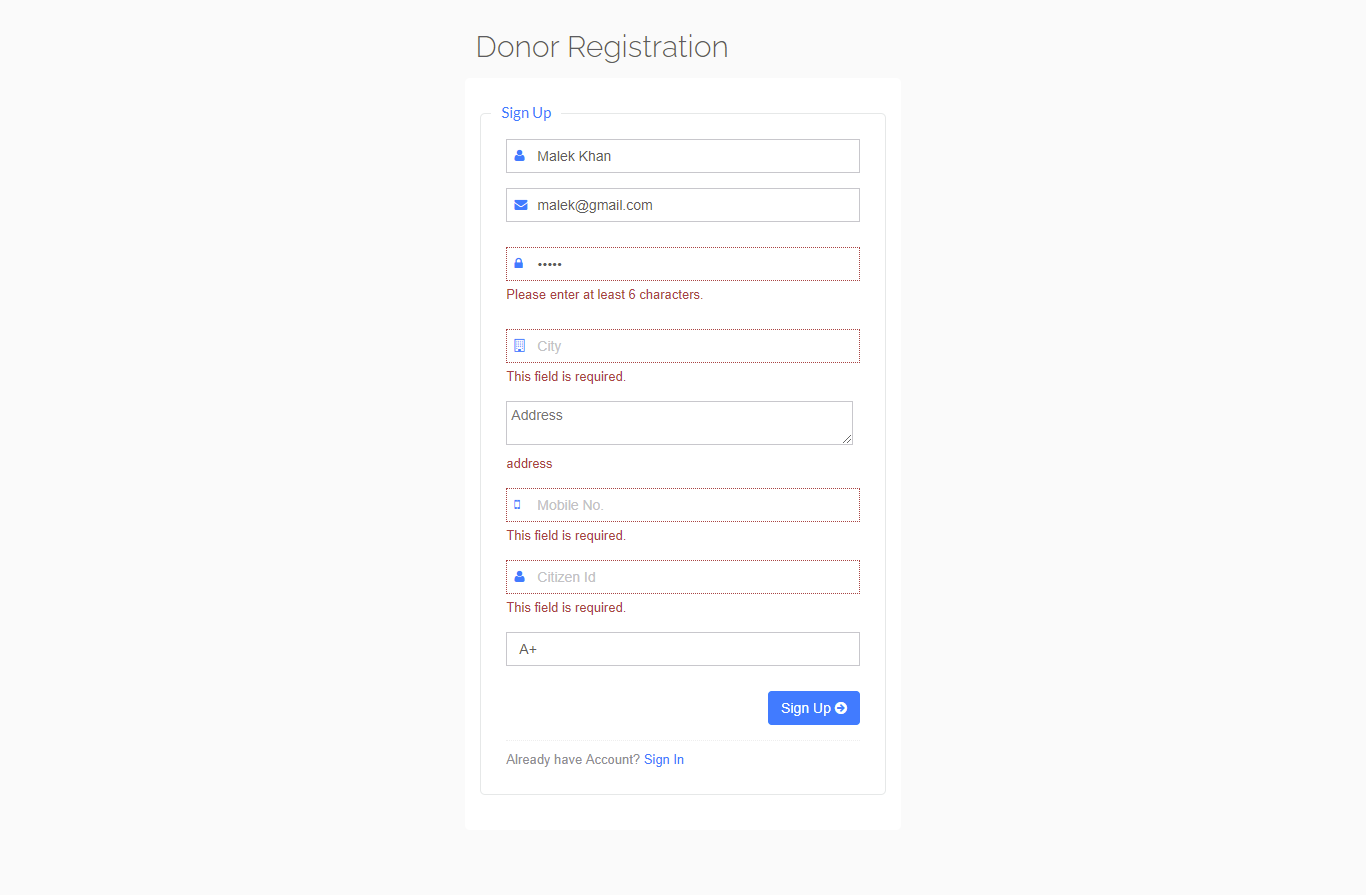 Donor Registration
Sign Up
Malek Khan
malek@gmail.com
•••••
Please enter at least 6 characters.
City
This field is required.
Address
address
Mobile No.
This field is required.
Citizen Id
This field is required.
A+
Sign Up
Already have Account? Sign In